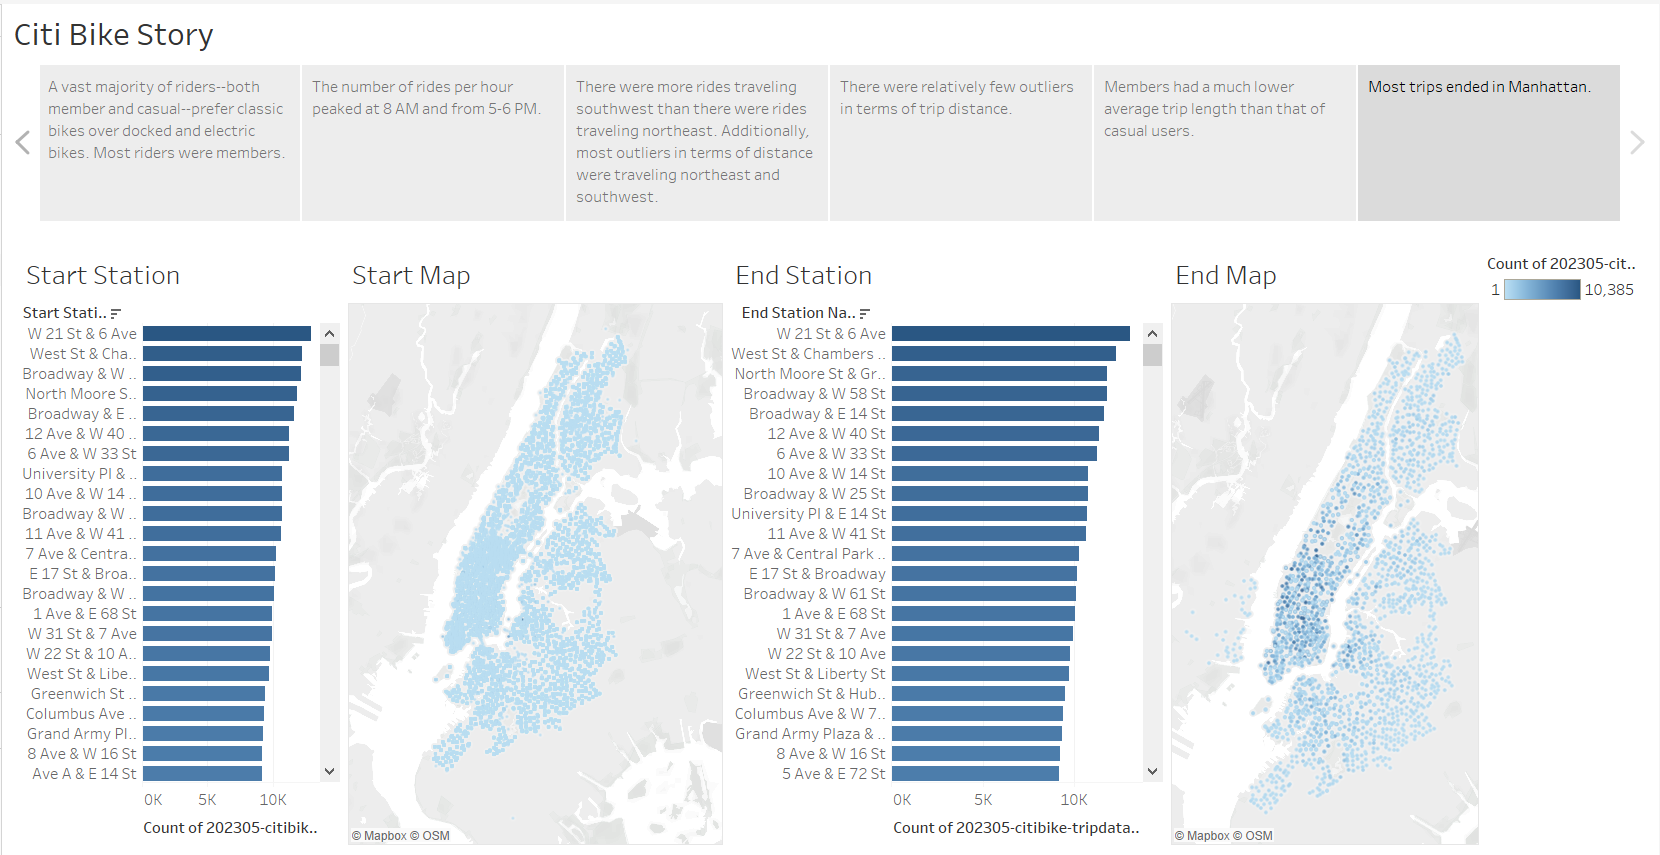 Citi Bike Story
A vast majority of riders--both
member and casual--prefer classic
bikes over docked and electric
bikes. Most riders were members.
The number of rides per hour
peaked at 8 AM and from 5-6 PM.
There were more rides traveling
southwest than there were rides
traveling northeast. Additionally,
most outliers in terms of distance
were traveling northeast and
southwest.
There were relatively few outliers
in terms of trip distance.
Members had a much lower
average trip length than that of
casual users.
Most trips ended in Manhattan.
Start Station
Start Stati..
W 21 St & 6 Ave
West St & Cha..
Broadway & W ..
North Moore S..
Broadway & E ..
12 Ave & W 40 ..
6 Ave & W 33 St
University Pl & ..
10 Ave & W 14 ..
Broadway & W ..
11 Ave & W 41 ..
7 Ave & Centra..
E 17 St & Broa..
Broadway & W ..
1 Ave & E 68 St
W 31 St & 7 Ave
W 22 St & 10 A..
West St & Libe..
Greenwich St ..
Columbus Ave ..
Grand Army Pl..
8 Ave & W 16 St
Ave A & E 14 St
0K 5K 10K
Count of 202305-citibik..
Start Map
© Mapbox © OSM
End Station
End Station Na..
W 21 St & 6 Ave
West St & Chambers ..
North Moore St & Gr..
Broadway & W 58 St
Broadway & E 14 St
12 Ave & W 40 St
6 Ave & W 33 St
10 Ave & W 14 St
Broadway & W 25 St
University Pl & E 14 St
11 Ave & W 41 St
7 Ave & Central Park ..
E 17 St & Broadway
Broadway & W 61 St
1 Ave & E 68 St
W 31 St & 7 Ave
W 22 St & 10 Ave
West St & Liberty St
Greenwich St & Hub..
Columbus Ave & W 7..
Grand Army Plaza & ..
8 Ave & W 16 St
5 Ave & E 72 St
0K 5K 10K
Count of 202305-citibike-tripdata..
End Map
© Mapbox © OSM
Count of 202305-cit..
1 10,385